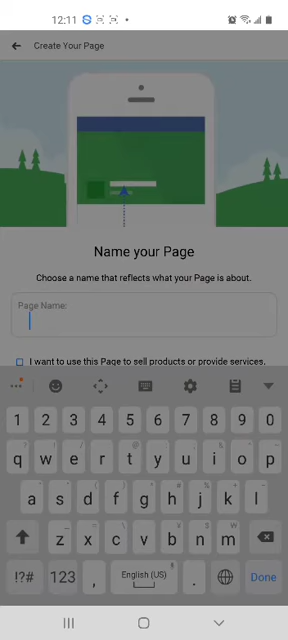 12:11
Create Your Page
Name your Page
Choose a name that reflects what your Page is about.
Page Name:
I want to use this Page to sell products or provide services.
1 2 3 4 5 6 7 8 9 0
q w e r t y u i o p
a s d f g h j k l
z x c v b n m
!?# 123 , English (US) . Done